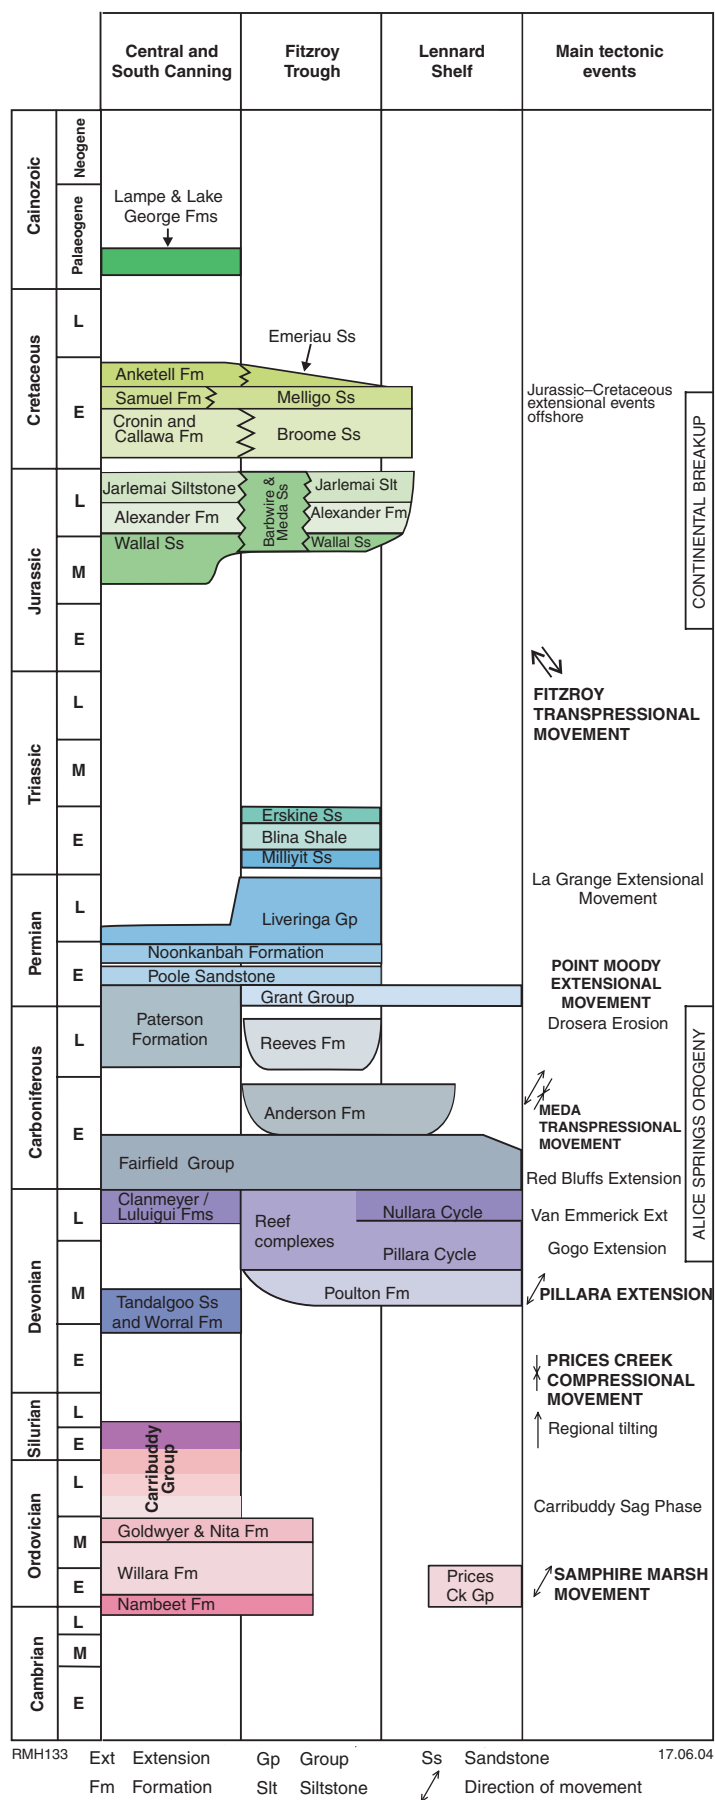 Central and
South Canning
Fitzroy
Trough
Lennard
Shelf
Main tectonic
events
Cainozoic
Neogene
Palaeogene
Lampe & Lake
George Fms
Cretaceous
L
E
Emeriau Ss
Anketell Fm
Samuel Fm
Melligo Ss
Cronin and
Callawa Fm
Broome Ss
Jurassic–Cretaceous
extensional events
offshore
CONTINENTAL BREAKUP
Jurassic
L
M
E
Jarlemai Siltstone
Alexander Fm
Wallal Ss
Barbwire &
Meda Ss
Jarlemai Slt
Alexander Fm
Wallal Ss
FITZROY
TRANSPRESSIONAL
MOVEMENT
Triassic
L
M
E
Erskine Ss
Blina Shale
Milliyit Ss
La Grange Extensional
Movement
Permian
L
E
Liveringa Gp
Noonkanbah Formation
Poole Sandstone
Grant Group
POINT MOODY
EXTENSIONAL
MOVEMENT
Drosera Erosion
Carboniferous
L
E
Paterson
Formation
Reeves Fm
Anderson Fm
Fairfield Group
MEDA
TRANSPRESSIONAL
MOVEMENT
Red Bluffs Extension
ALICE SPRINGS OROGENY
Devonian
L
M
E
Clanmeyer /
Luluigui Fms
Reef
complexes
Nullara Cycle
Pillara Cycle
Van Emmerick Ext
Gogo Extension
Poulton Fm
Tandalgoo Ss
and Worral Fm
PILLARA EXTENSION
PRICES CREEK
COMPRESSIONAL
MOVEMENT
Silurian
L
E
Regional tilting
Carribuddy
Group
Ordovician
L
M
E
Carribuddy Sag Phase
Goldwyer & Nita Fm
Willara Fm
Nambeet Fm
Prices
Ck Gp
SAMPHIRE MARSH
MOVEMENT
Cambrian
L
M
E
RMH133
17.06.04
Ext Extension
Gp Group
Ss Sandstone
Fm Formation
Slt Siltstone
Direction of movement